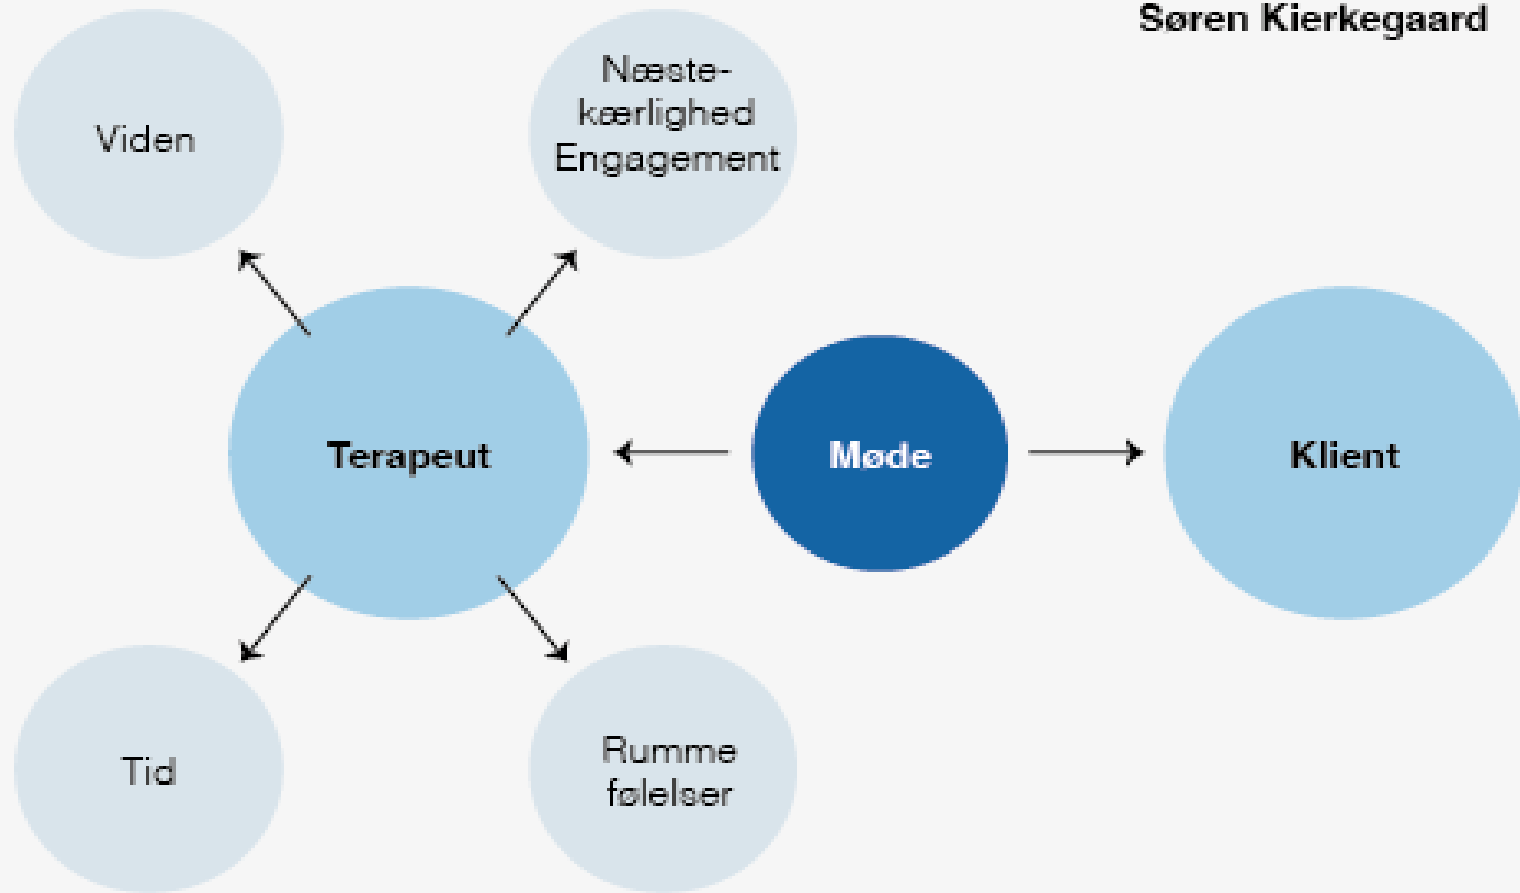 Søren Kierkegaard
Viden
Næste-
kærlighed
Engagement
Terapeut
Møde
Klient
Tid
Rumme
følelser